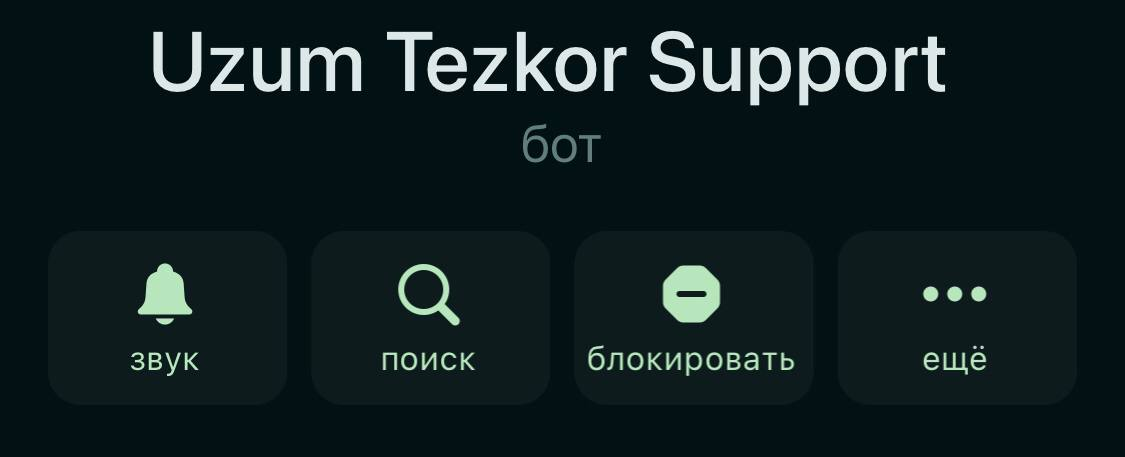 Uzum Tezkor Support
бот
звук
поиск
блокировать
ещё